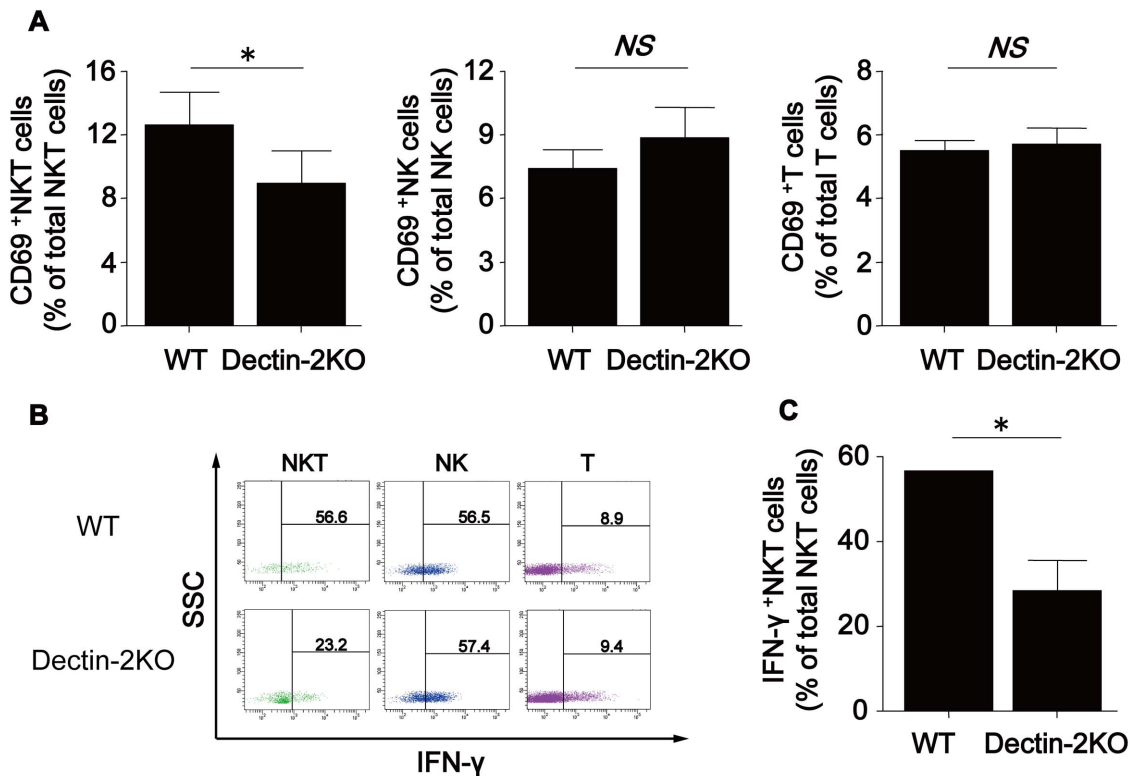 A
*
NS
NS
16
12
8
4
0
CD69 +NKT cells
(% of total NKT cells)
WT Dectin-2KO
12
9
6
3
0
CD69 +NK cells
(% of total NK cells)
WT Dectin-2KO
8
6
4
2
0
CD69 +T cells
(% of total T cells)
WT Dectin-2KO
B
NKT NK T
WT
56.6 56.5 8.9
Dectin-2KO
23.2 57.4 9.4
SSC
IFN-γ
C
*
60
40
20
0
IFN-γ +NKT cells
(% of total NKT cells)
WT Dectin-2KO